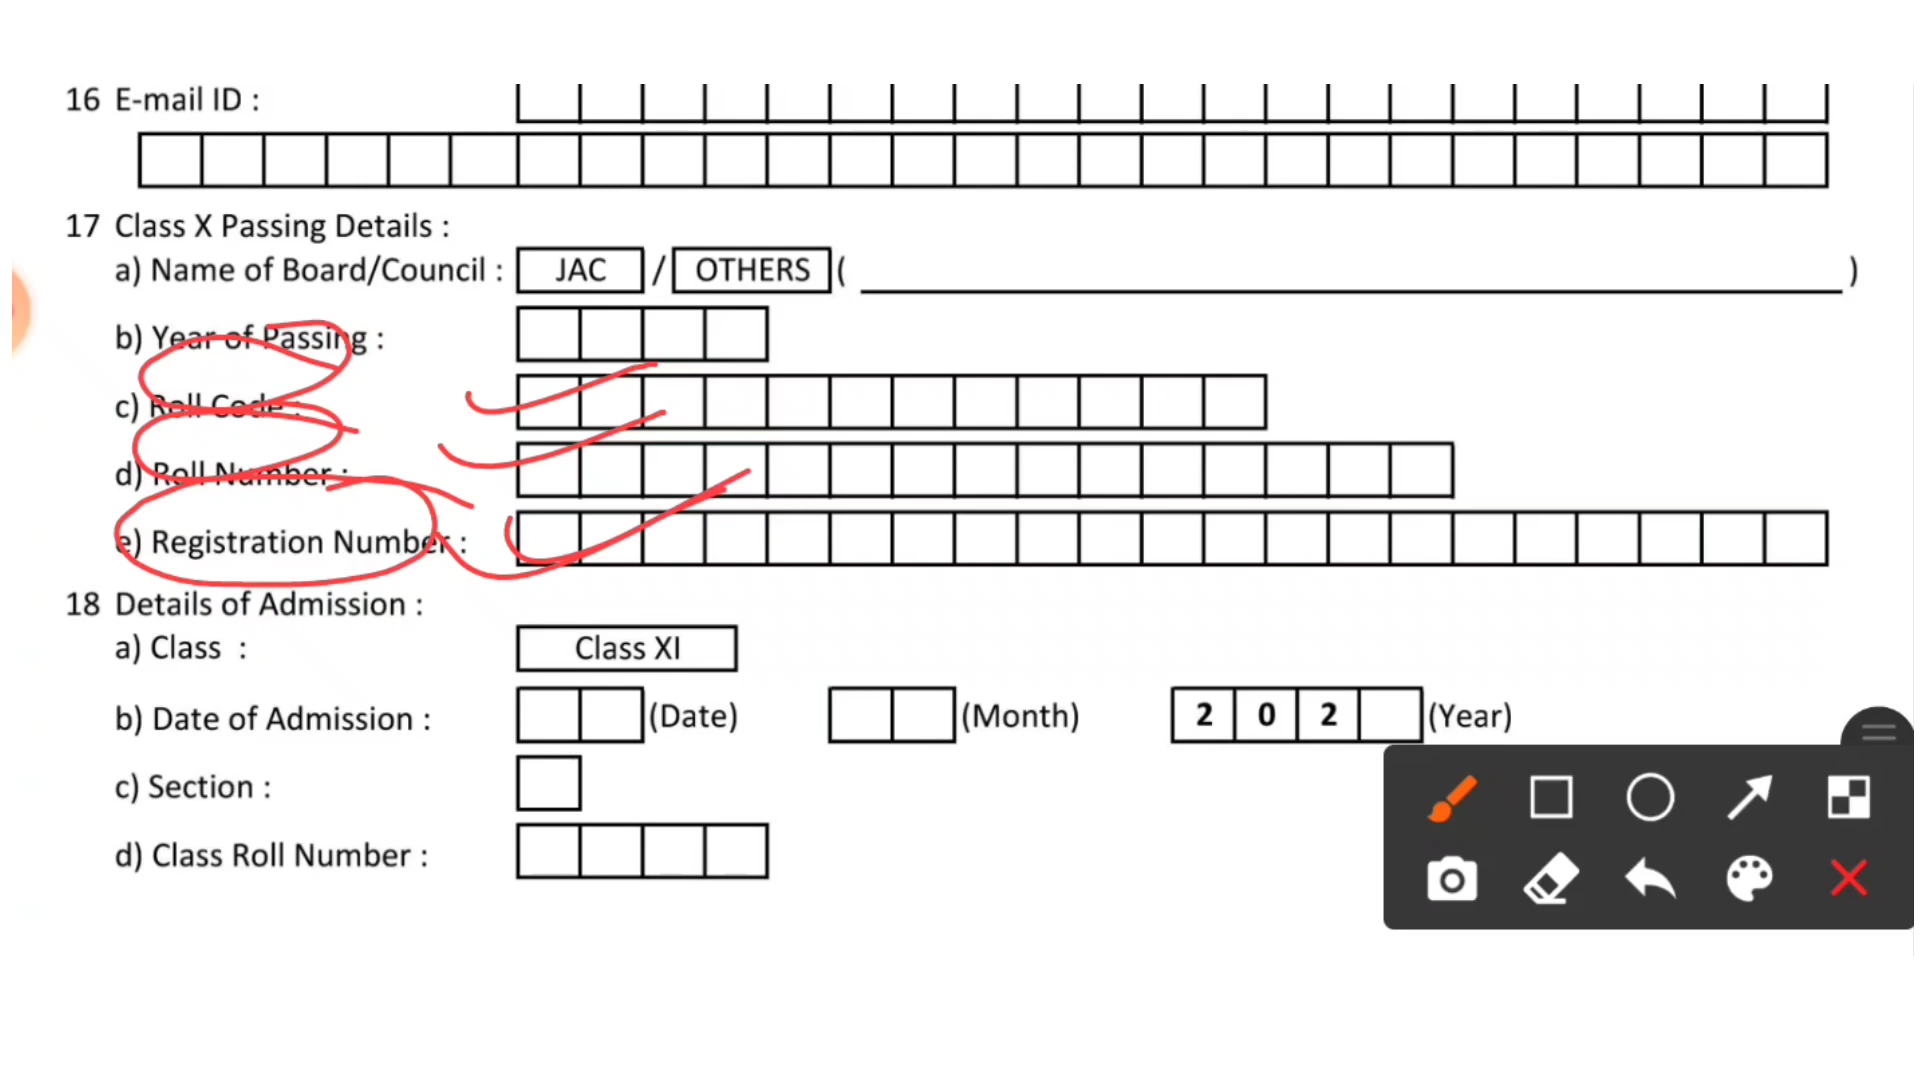 16 E-mail ID :
17 Class X Passing Details :
a) Name of Board/Council : JAC / OTHERS ( )
b) Year of Passing :
c) Roll Code :
d) Roll Number :
e) Registration Number :
18 Details of Admission :
a) Class : Class XI
b) Date of Admission : (Date) (Month) 2 0 2 (Year)
c) Section :
d) Class Roll Number :